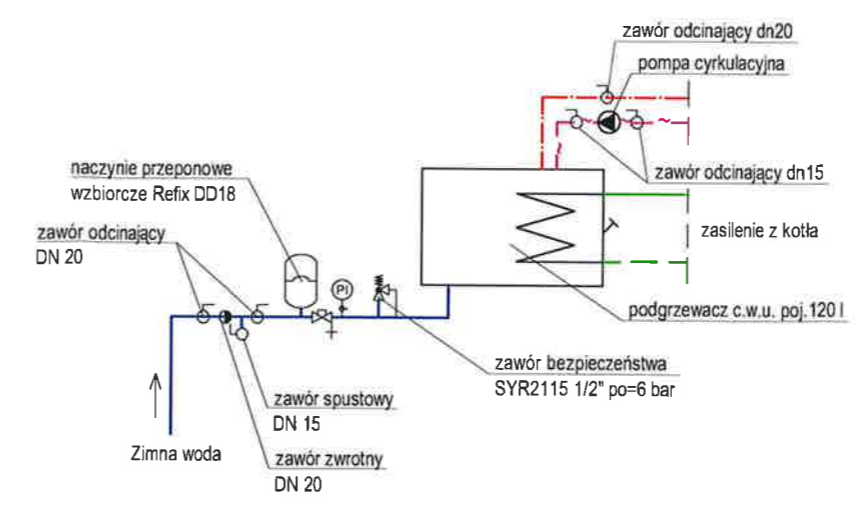 zawór odcinający dn20
pompa cyrkulacyjna
zawór odcinający dn15
naczynie przeponowe
wzbiorcze Refix DD18
zawór odcinający
DN 20
PI
zasilenie z kotła
podgrzewacz c.w.u. poj.120 l
zawór bezpieczeństwa
SYR2115 1/2" po=6 bar
zawór spustowy
DN 15
Zimna woda
zawór zwrotny
DN 20